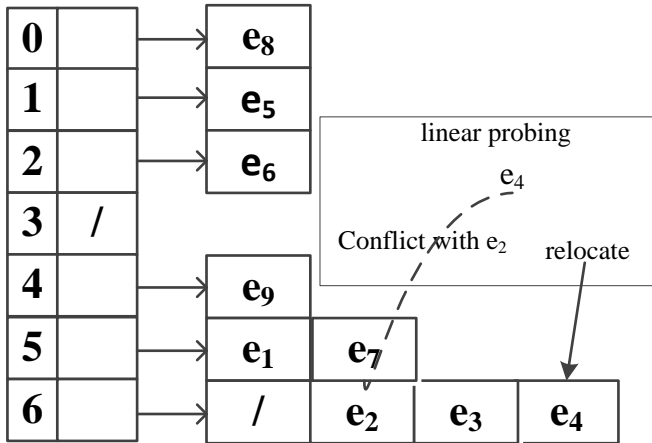 0 e₈
1 e₅
linear probing
2 e₆
e₄
3 /
Conflict with e₂
relocate
4 e₉
5 e₁ e₇
6 / e₂ e₃ e₄